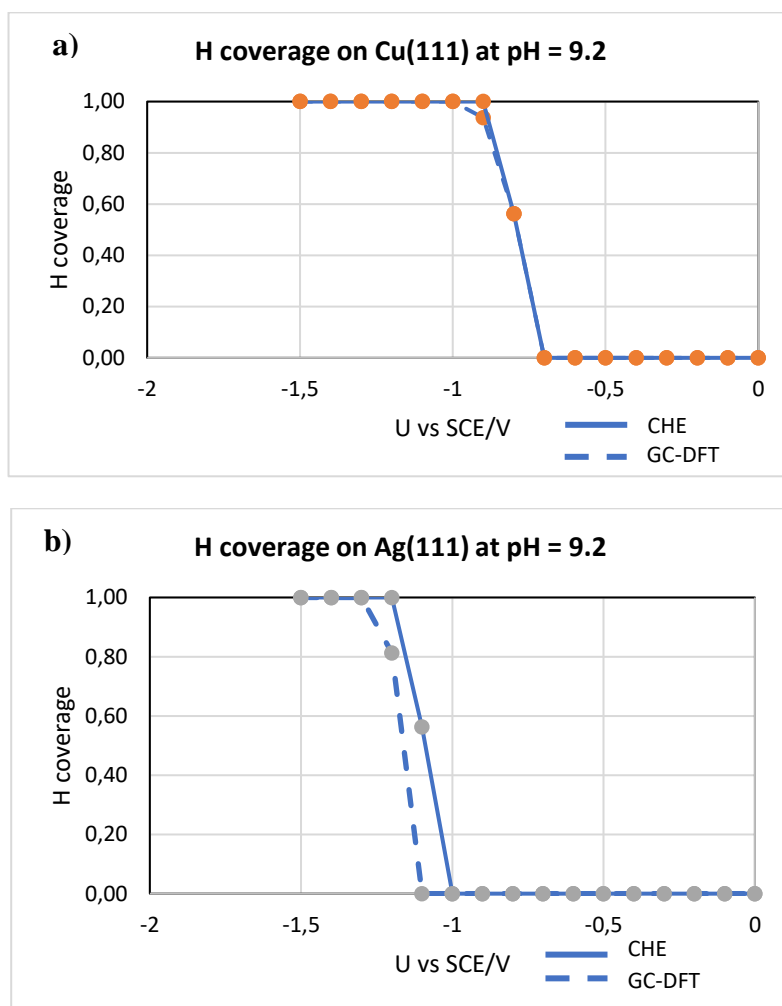 a)
H coverage on Cu(111) at pH = 9.2
1,00
0,80
0,60
0,40
0,20
0,00
H coverage
-2
-1,5
-1
-0,5
0
U vs SCE/V
CHE
GC-DFT
b)
H coverage on Ag(111) at pH = 9.2
1,00
0,80
0,60
0,40
0,20
0,00
H coverage
-2
-1,5
-1
-0,5
0
U vs SCE/V
CHE
GC-DFT